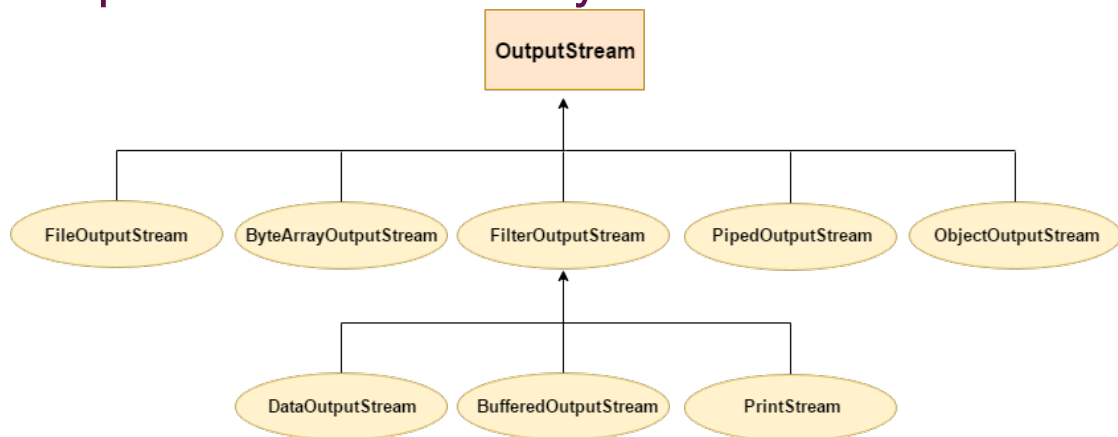 OutputStream
FileOutputStream ByteArrayOutputStream FilterOutputStream PipedOutputStream ObjectOutputStream
DataOutputStream BufferedOutputStream PrintStream